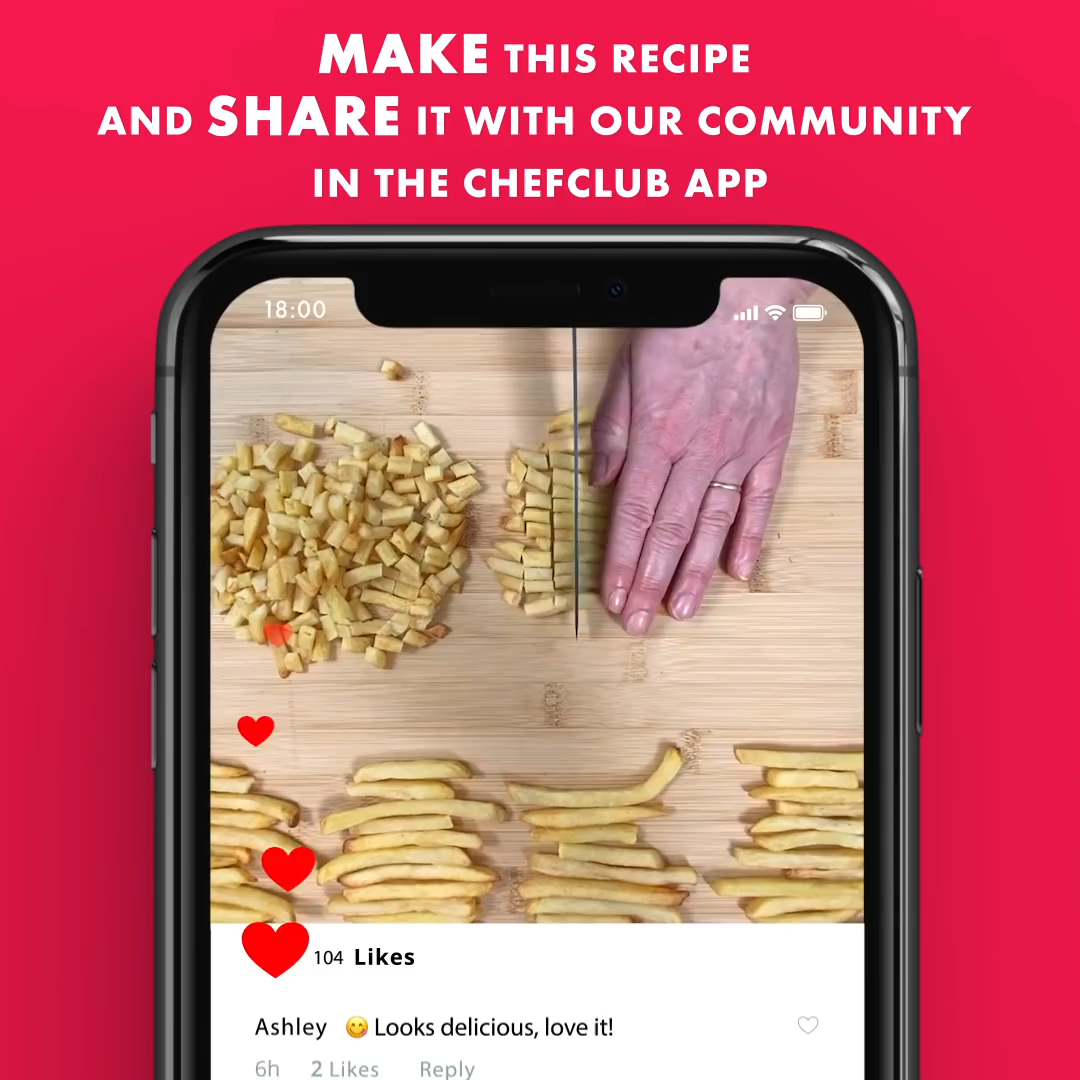 MAKE THIS RECIPE
AND SHARE IT WITH OUR COMMUNITY
IN THE CHEFCLUB APP
18:00
104 Likes
Ashley 😋 Looks delicious, love it!
6h 2 Likes Reply